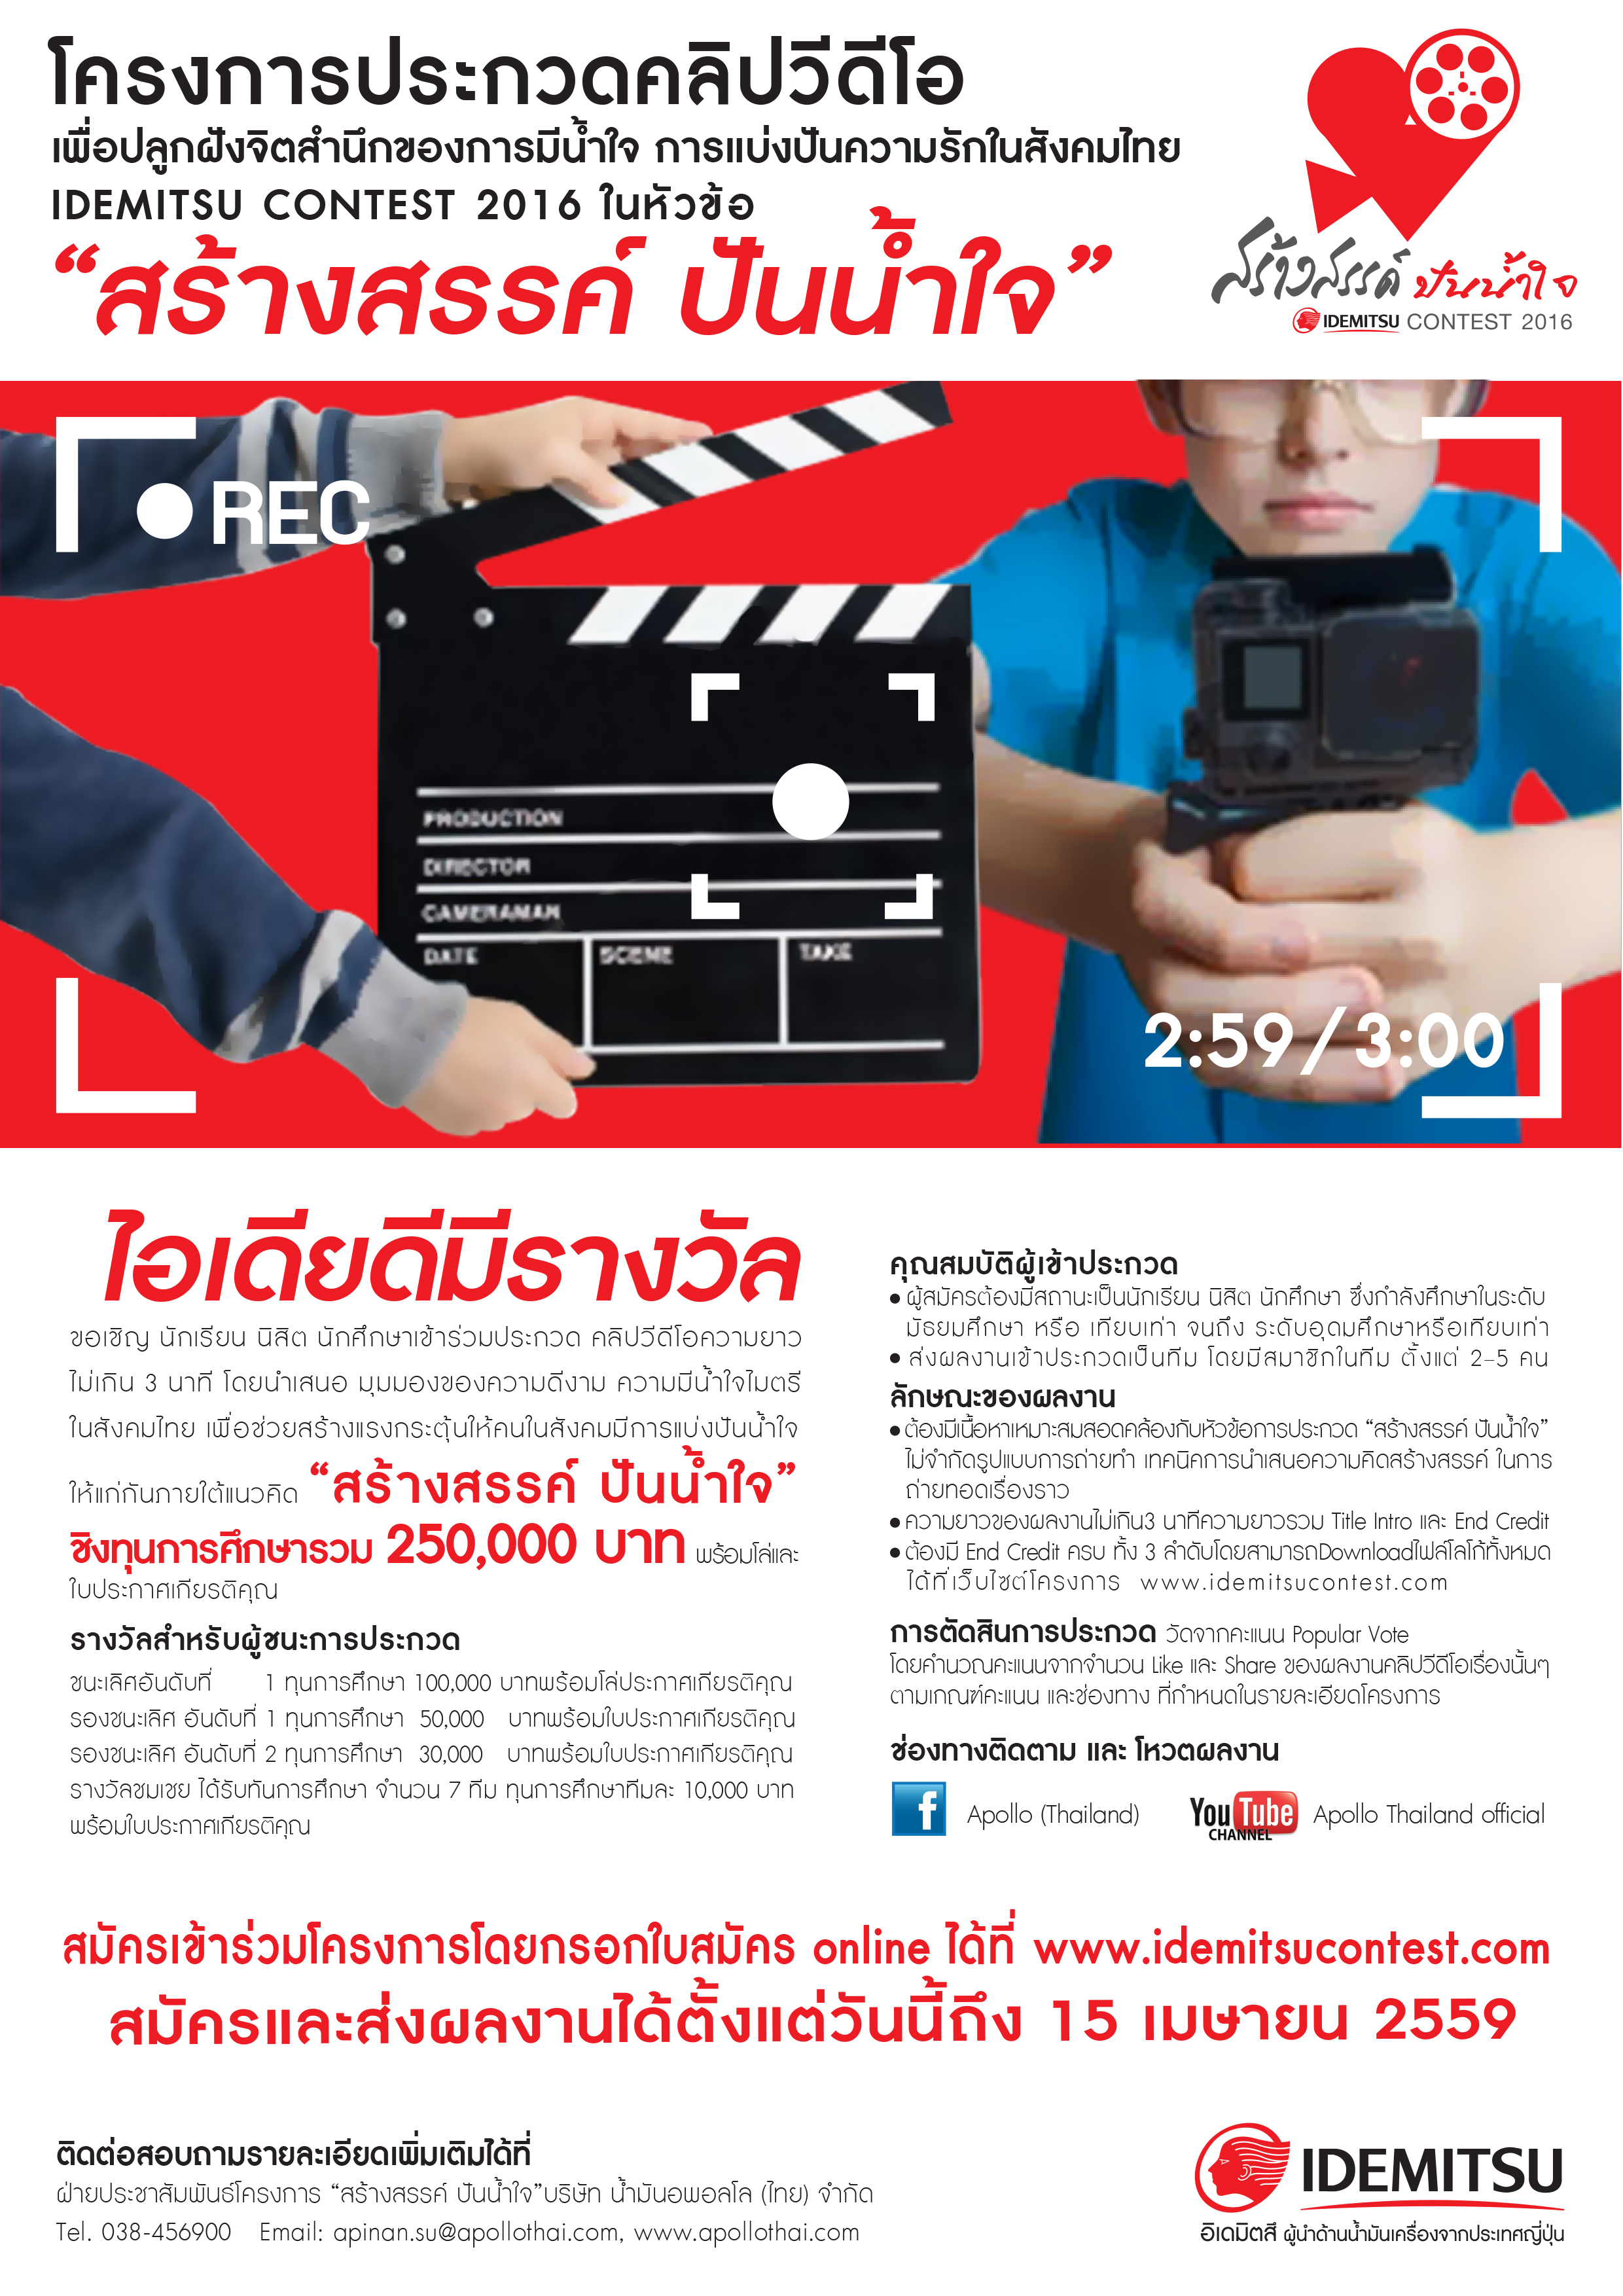 โครงการประกวดคลิปวีดีโอ
เพื่อปลูกฝังจิตสำนึกของการมีน้ำใจ การแบ่งปันความรักในสังคมไทย
IDEMITSU CONTEST 2016 ในหัวข้อ
“สร้างสรรค์ ปันน้ำใจ”
สร้างสรรค์ ปันน้ำใจ
IDEMITSU CONTEST 2016
REC
PRODUCTION
DIRECTOR
CAMERAMAN
DATE SCENE TAKE
2:59/3:00
ไอเดียดีมีรางวัล
ขอเชิญ นักเรียน นิสิต นักศึกษาเข้าร่วมประกวด คลิปวีดีโอความยาว
ไม่เกิน 3 นาที โดยนำเสนอ มุมมองของความดีงาม ความมีน้ำใจไมตรี
ในสังคมไทย เพื่อช่วยสร้างแรงกระตุ้นให้คนในสังคมมีการแบ่งปันน้ำใจ
ให้แก่กันภายใต้แนวคิด “สร้างสรรค์ ปันน้ำใจ”
ชิงทุนการศึกษารวม 250,000 บาท พร้อมโล่และ
ใบประกาศเกียรติคุณ
รางวัลสำหรับผู้ชนะการประกวด
ชนะเลิศอันดับที่ 1 ทุนการศึกษา 100,000 บาทพร้อมโล่ประกาศเกียรติคุณ
รองชนะเลิศ อันดับที่ 1 ทุนการศึกษา 50,000 บาทพร้อมใบประกาศเกียรติคุณ
รองชนะเลิศ อันดับที่ 2 ทุนการศึกษา 30,000 บาทพร้อมใบประกาศเกียรติคุณ
รางวัลชมเชย ได้รับทันการศึกษา จำนวน 7 ทีม ทุนการศึกษาทีมละ 10,000 บาท
พร้อมใบประกาศเกียรติคุณ
คุณสมบัติผู้เข้าประกวด
• ผู้สมัครต้องมีสถานะเป็นนักเรียน นิสิต นักศึกษา ซึ่งกำลังศึกษาในระดับ
มัธยมศึกษา หรือ เทียบเท่า จนถึง ระดับอุดมศึกษาหรือเทียบเท่า
• ส่งผลงานเข้าประกวดเป็นทีม โดยมีสมาชิกในทีม ตั้งแต่ 2-5 คน
ลักษณะของผลงาน
• ต้องมีเนื้อหาเหมาะสมสอดคล้องกับหัวข้อการประกวด “สร้างสรรค์ ปันน้ำใจ”
ไม่จำกัดรูปแบบการถ่ายทำ เทคนิคการนำเสนอความคิดสร้างสรรค์ ในการ
ถ่ายทอดเรื่องราว
• ความยาวของผลงานไม่เกิน3 นาทีความยาวรวม Title Intro และ End Credit
• ต้องมี End Credit ครบ ทั้ง 3 ลำดับโดยสามารถDownloadไฟล์โลโก้ทั้งหมด
ได้ที่เว็บไซต์โครงการ www.idemitsucontest.com
การตัดสินการประกวด วัดจากคะแนน Popular Vote
โดยคำนวณคะแนนจากจำนวน Like และ Share ของผลงานคลิปวีดีโอเรื่องนั้นๆ
ตามเกณฑ์คะแนน และช่องทาง ที่กำหนดในรายละเอียดโครงการ
ช่องทางติดตาม และ โหวตผลงาน
f Apollo (Thailand) YouTube CHANNEL Apollo Thailand official
สมัครเข้าร่วมโครงการโดยกรอกใบสมัคร online ได้ที่ www.idemitsucontest.com
สมัครและส่งผลงานได้ตั้งแต่วันนี้ถึง 15 เมษายน 2559
ติดต่อสอบถามรายละเอียดเพิ่มเติมได้ที่
ฝ่ายประชาสัมพันธ์โครงการ “สร้างสรรค์ ปันน้ำใจ”บริษัท น้ำมันอพอลโล (ไทย) จำกัด
Tel. 038-456900 Email: apinan.su@apollothai.com, www.apollothai.com
IDEMITSU
อิเดมิตสึ ผู้นำด้านน้ำมันเครื่องจากประเทศญี่ปุ่น